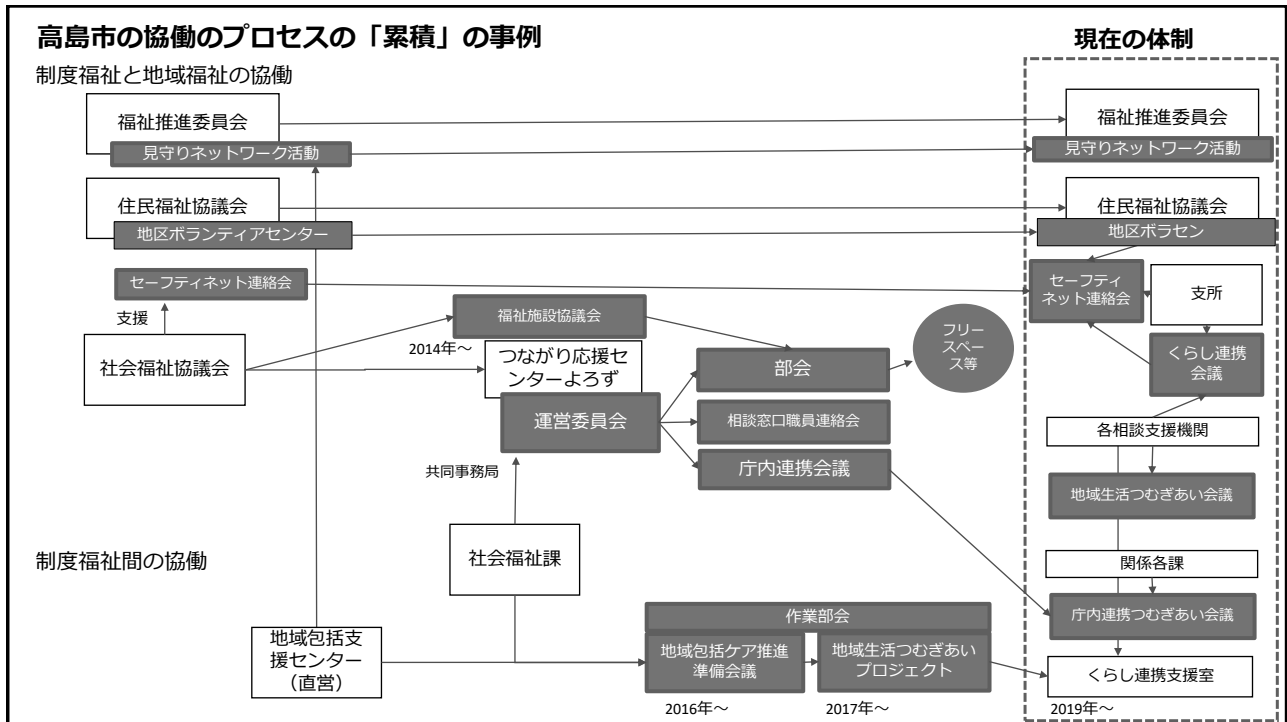 高島市の協働のプロセスの「累積」の事例
現在の体制
制度福祉と地域福祉の協働
福祉推進委員会
見守りネットワーク活動
福祉推進委員会
見守りネットワーク活動
住民福祉協議会
地区ボランティアセンター
住民福祉協議会
地区ボラセン
セーフティネット連絡会
支援
社会福祉協議会
福祉施設協議会
2014年～
つながり応援セ
ンターよろず
運営委員会
共同事務局
部会
相談窓口職員連絡会
庁内連携会議
フリー
スペー
ス等
セーフティ
ネット連絡会
支所
くらし連携
会議
各相談支援機関
地域生活つむぎあい会議
制度福祉間の協働
社会福祉課
関係各課
庁内連携つむぎあい会議
地域包括支
援センター
（直営）
作業部会
地域包括ケア推進
準備会議
地域生活つむぎあい
プロジェクト
くらし連携支援室
2016年～
2017年～
2019年～